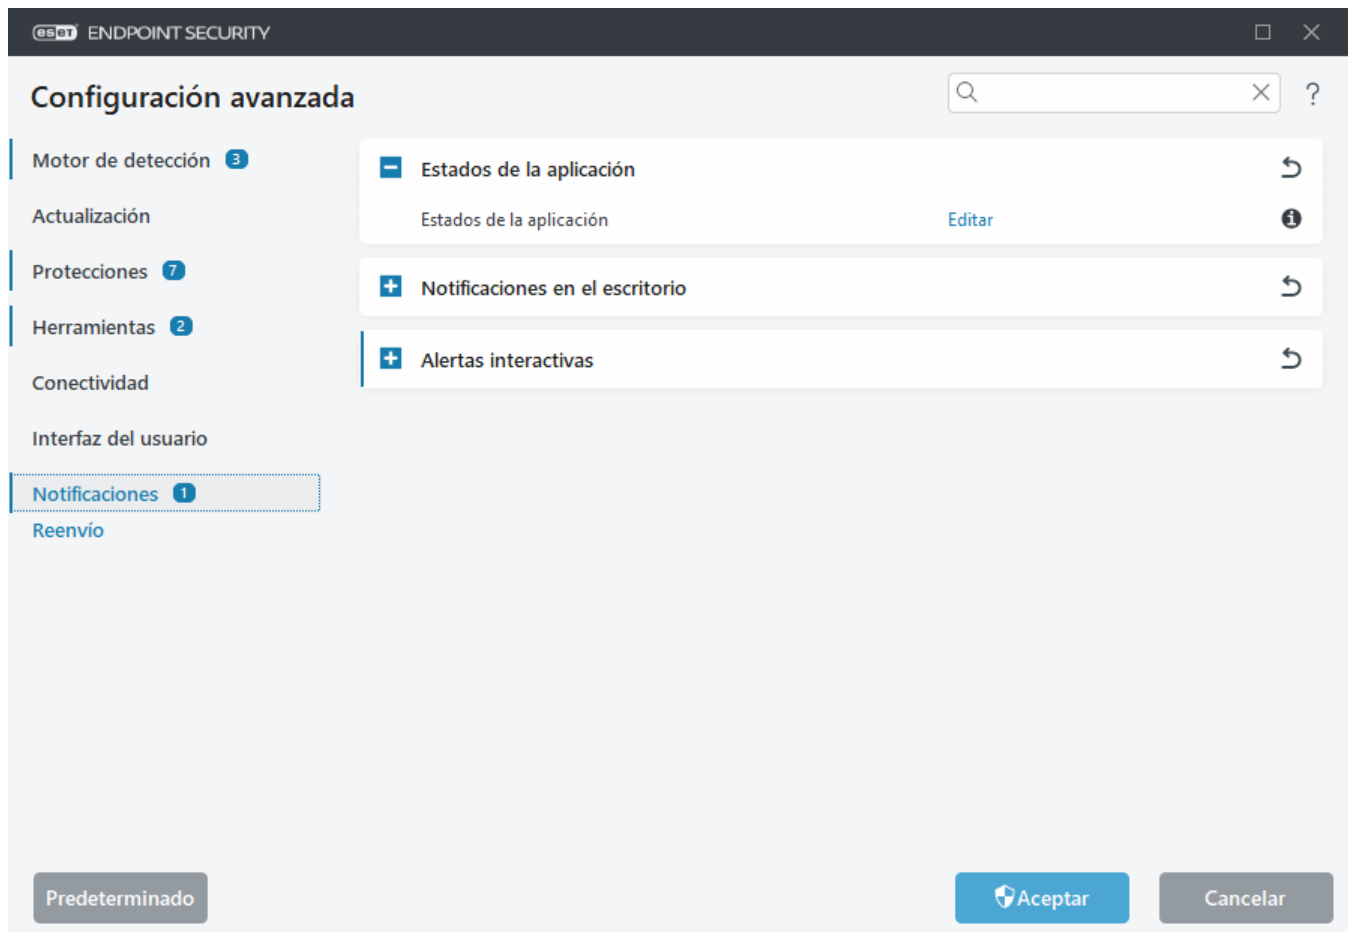 eset ENDPOINT SECURITY
Configuración avanzada
?
Motor de detección 3
Actualización
Protecciones 7
Herramientas 2
Conectividad
Interfaz del usuario
Notificaciones 1
Reenvío
Estados de la aplicación
Estados de la aplicación Editar
Notificaciones en el escritorio
Alertas interactivas
Predeterminado
Aceptar
Cancelar